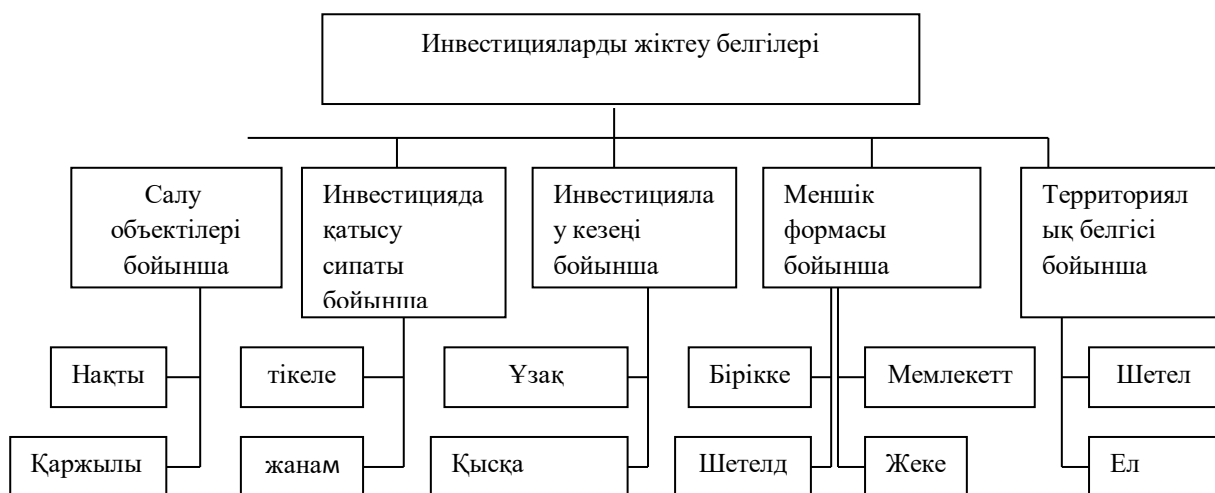 Инвестицияларды жіктеу белгілері
Салу
объектілері
бойынша
Инвестицияда
қатысу
сипаты
бойынша
Инвестицияла
у кезеңі
бойынша
Меншік
формасы
бойынша
Территориял
ық белгісі
бойынша
Нақты
тікеле
Ұзақ
Бірікке
Мемлекетт
Шетел
Қаржылы
жанам
Қысқа
Шетелд
Жеке
Ел